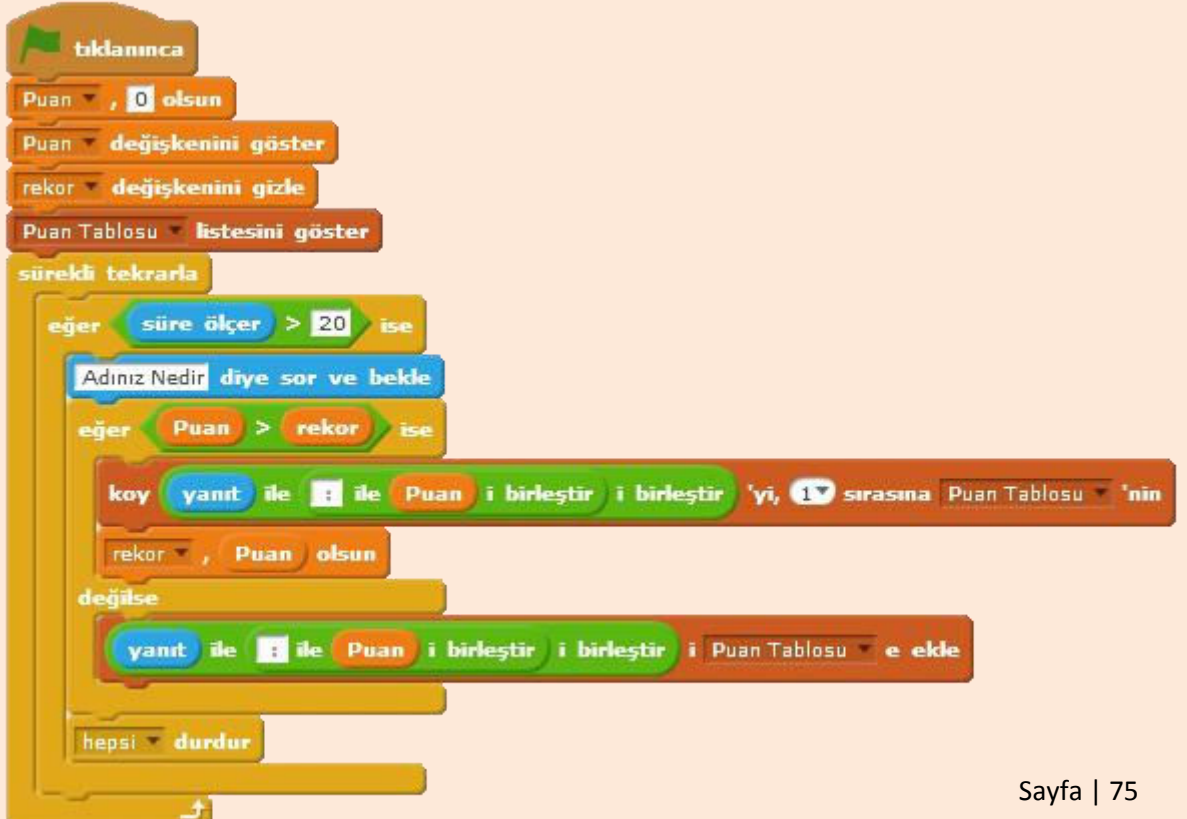 tıklanınca
Puan , 0 olsun
Puan değişkenini göster
rekor değişkenini gizle
Puan Tablosu listesini göster
sürekli tekrarla
eğer süre ölçer > 20 ise
Adınız Nedir diye sor ve bekle
eğer Puan > rekor ise
koy yanıt ile : ile Puan i birleştir i birleştir 'yi, 1 sırasına Puan Tablosu 'nin
rekor , Puan olsun
değilse
yanıt ile : ile Puan i birleştir i birleştir i Puan Tablosu e ekle
hepsi durdur
Sayfa | 75